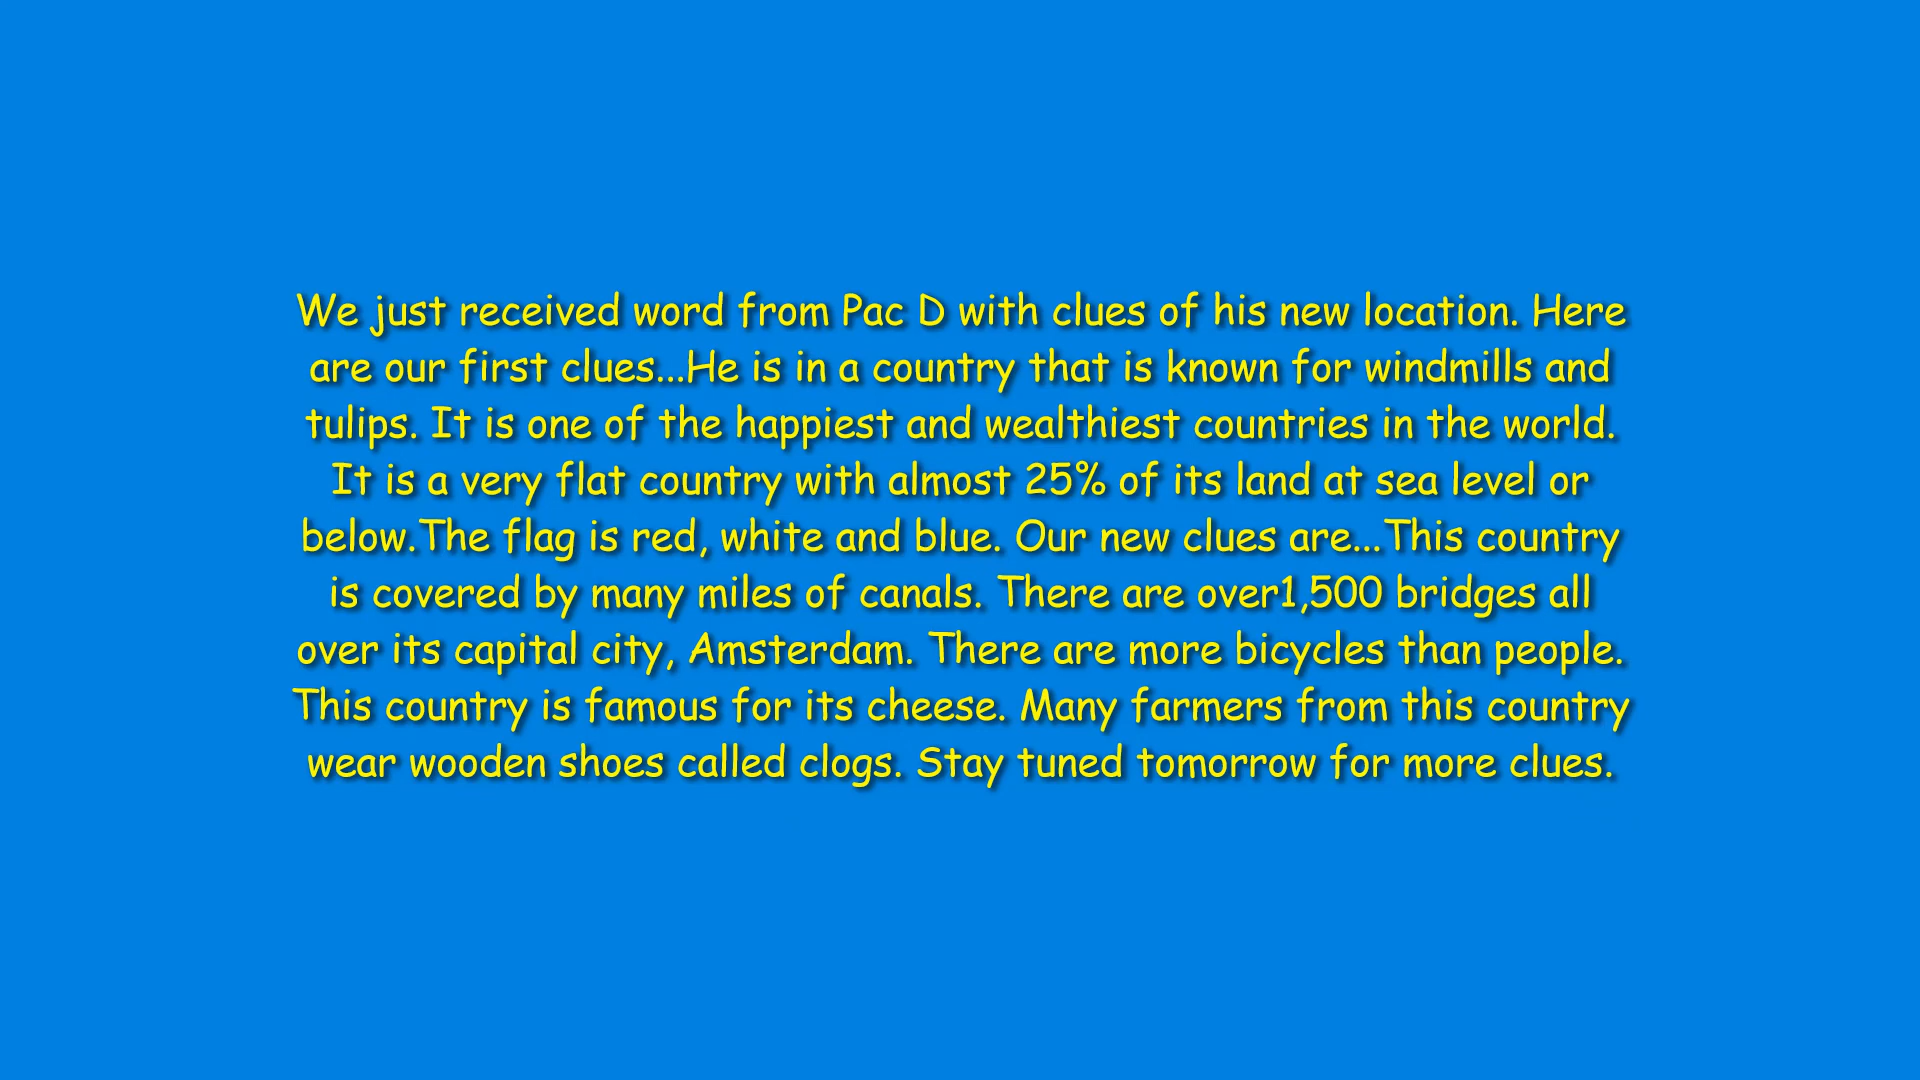 We just received word from Pac D with clues of his new location. Here
are our first clues...He is in a country that is known for windmills and
tulips. It is one of the happiest and wealthiest countries in the world.
It is a very flat country with almost 25% of its land at sea level or
below.The flag is red, white and blue. Our new clues are...This country
is covered by many miles of canals. There are over1,500 bridges all
over its capital city, Amsterdam. There are more bicycles than people.
This country is famous for its cheese. Many farmers from this country
wear wooden shoes called clogs. Stay tuned tomorrow for more clues.